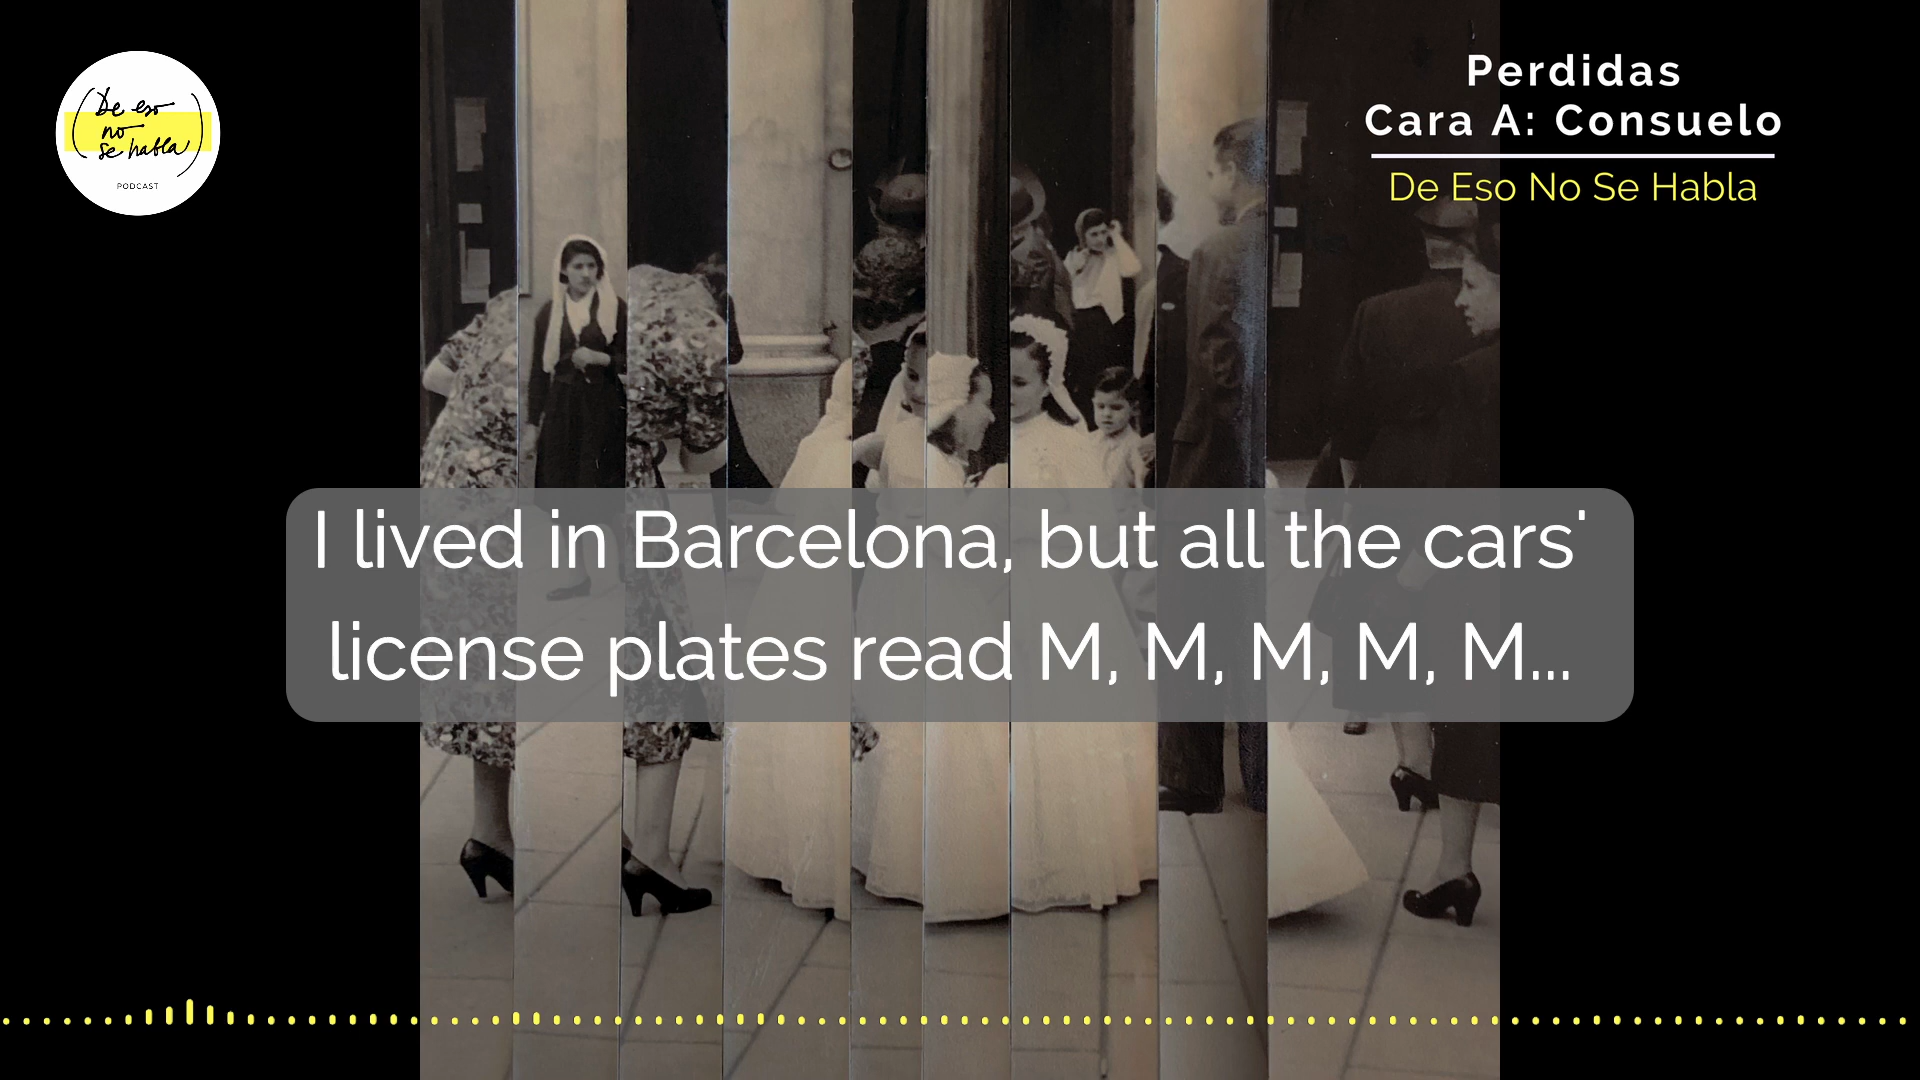 (De eso
no
se habla)
PODCAST
Perdidas
Cara A: Consuelo
De Eso No Se Habla
I lived in Barcelona, but all the cars'
license plates read M, M, M, M, M...